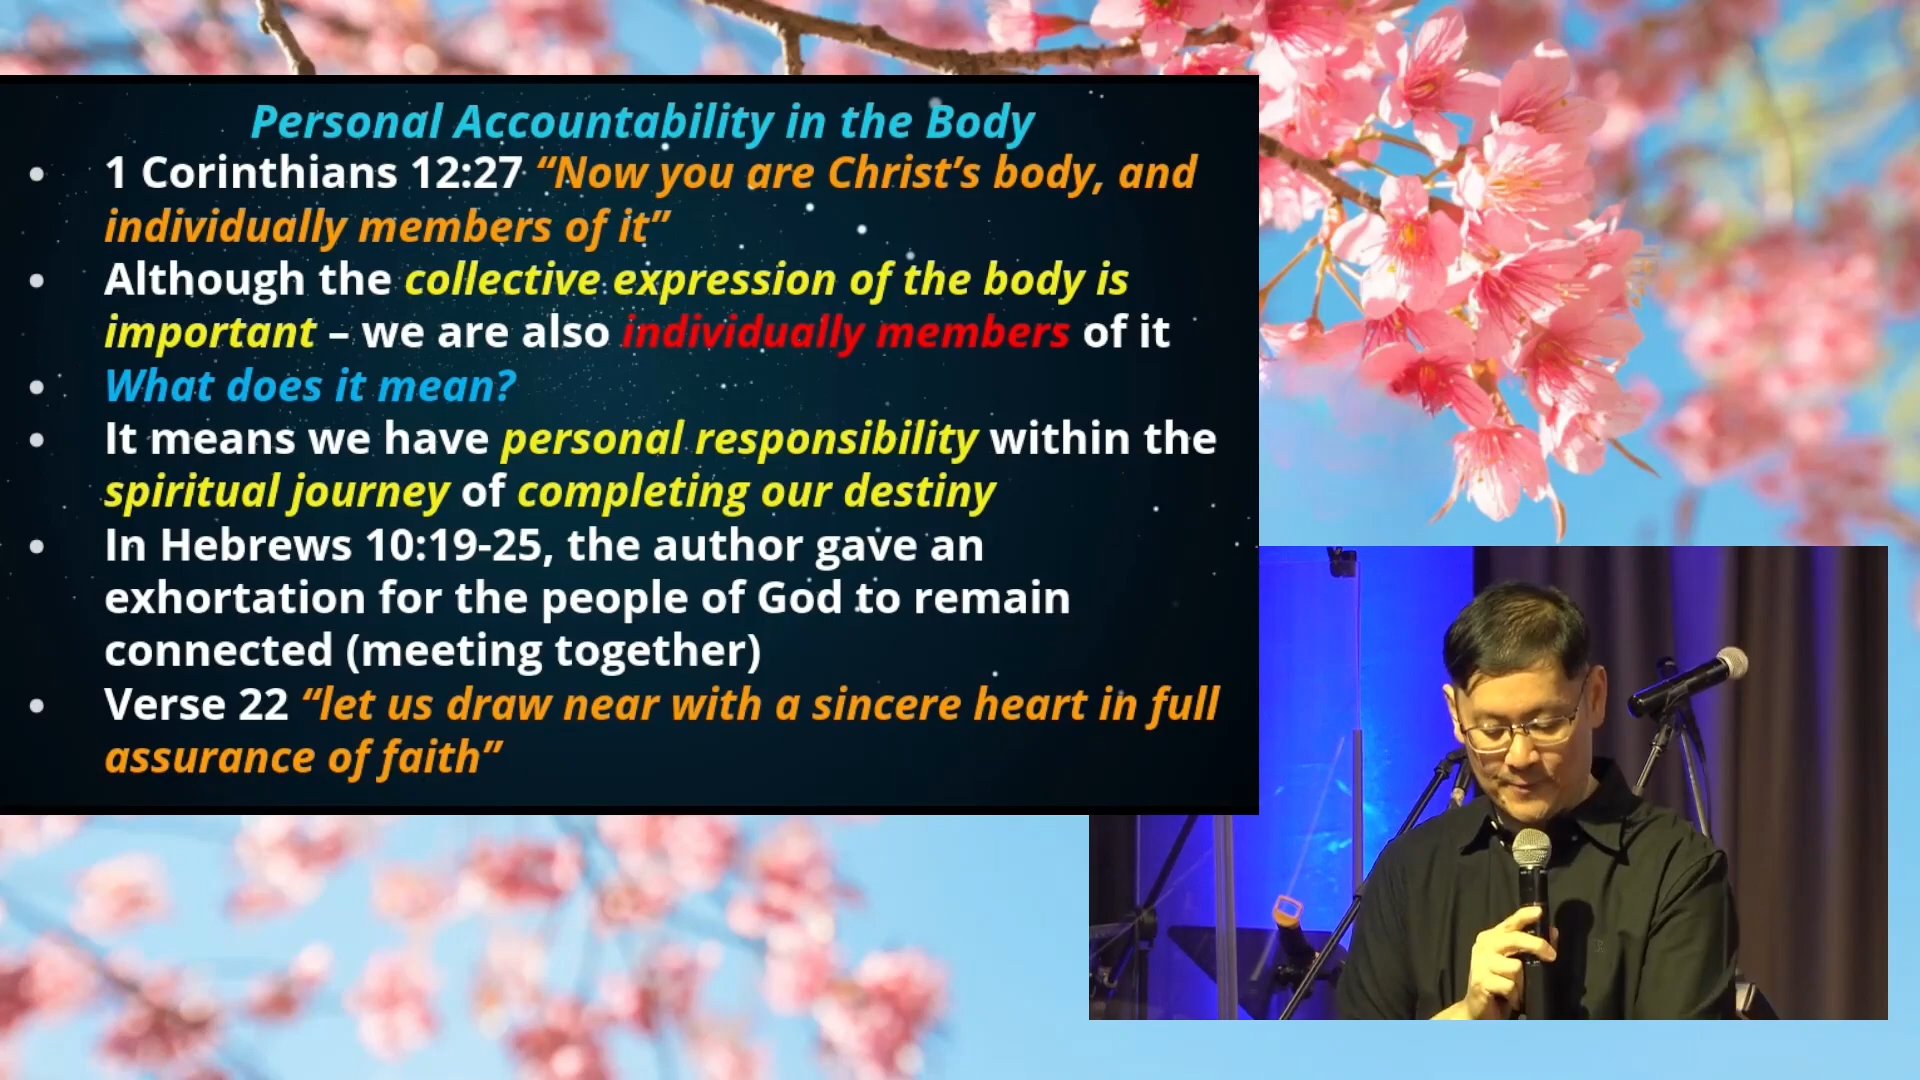 Personal Accountability in the Body
• 1 Corinthians 12:27 “Now you are Christ’s body, and
individually members of it”
• Although the collective expression of the body is
important – we are also individually members of it
• What does it mean?
• It means we have personal responsibility within the
spiritual journey of completing our destiny
• In Hebrews 10:19-25, the author gave an
exhortation for the people of God to remain
connected (meeting together)
• Verse 22 “let us draw near with a sincere heart in full
assurance of faith”